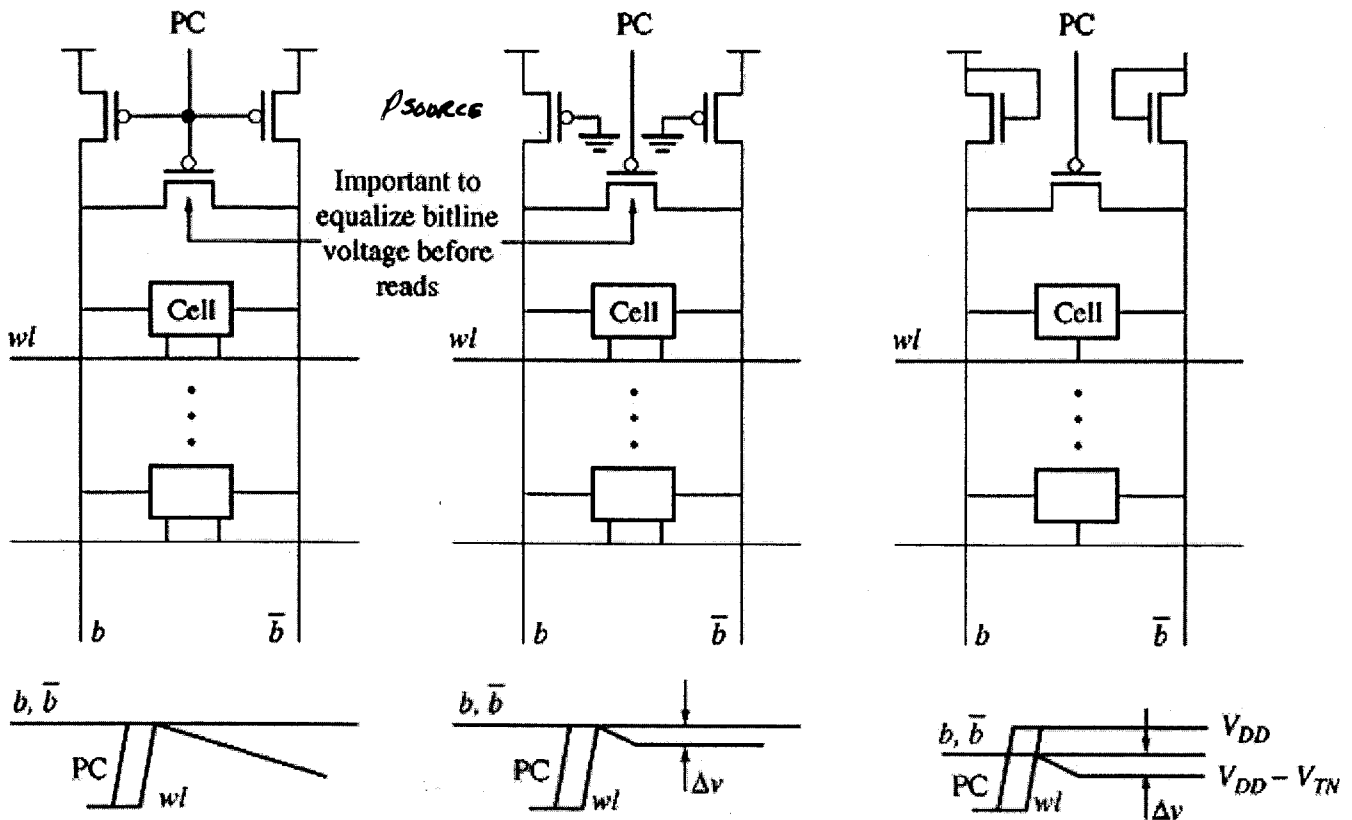 PC
PC
PC
PSOURCE
Important to
equalize bitline
voltage before
reads
Cell
Cell
Cell
wl
wl
wl
b
b̅
b
b̅
b
b̅
b, b̅
PC
wl
b, b̅
PC
wl
Δv
b, b̅
PC
wl
V_DD
V_DD − V_TN
Δv